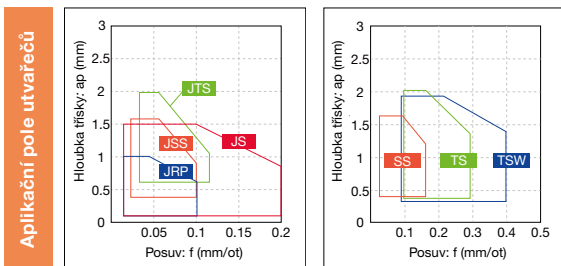 Aplikační pole utvařečů
Hloubka třísky: ap (mm)
3
2.5
2
1.5
1
0.5
0
JTS
JSS
JS
JRP
0.05
0.1
0.15
0.2
Posuv: f (mm/ot)
Hloubka třísky: ap (mm)
3
2.5
2
1.5
1
0.5
0
SS
TS
TSW
0.1
0.2
0.3
0.4
0.5
Posuv: f (mm/ot)